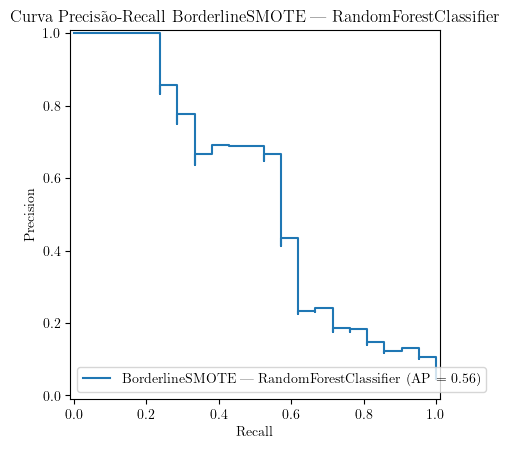 Curva Precisão-Recall BorderlineSMOTE — RandomForestClassifier
1.0
0.8
0.6
0.4
0.2
0.0
Precision
BorderlineSMOTE — RandomForestClassifier (AP = 0.56)
0.0 0.2 0.4 0.6 0.8 1.0
Recall